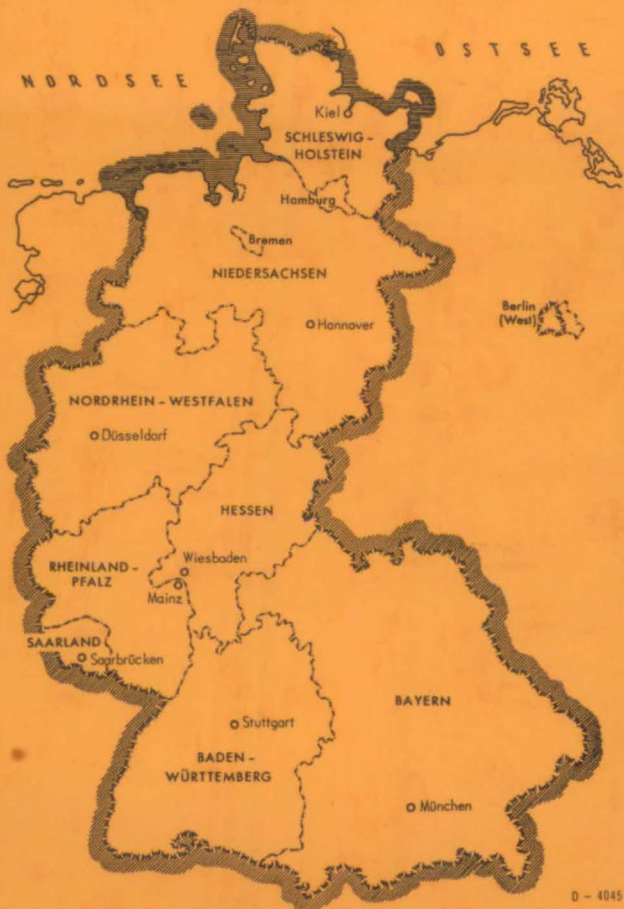 NORDSEE
OSTSEE
Kiel
SCHLESWIG-
HOLSTEIN
Hamburg
Bremen
NIEDERSACHSEN
Hannover
Berlin
(West)
NORDRHEIN - WESTFALEN
Düsseldorf
HESSEN
RHEINLAND-
PFALZ
Wiesbaden
Mainz
SAARLAND
Saarbrücken
BAYERN
Stuttgart
BADEN -
WÜRTTEMBERG
München
D - 4045